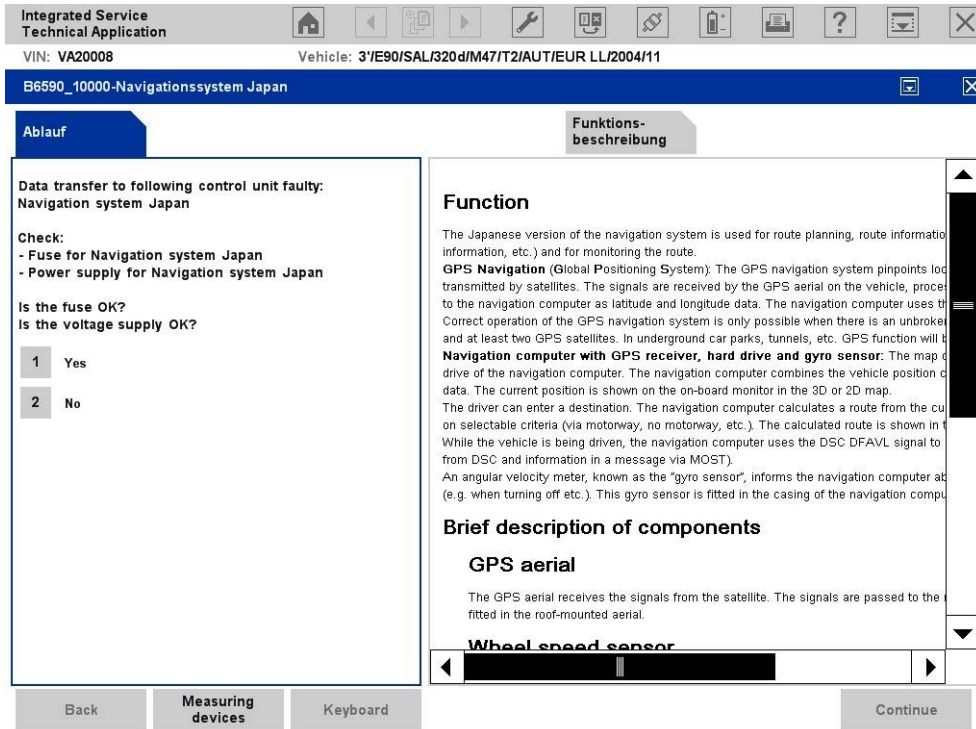 Integrated Service
Technical Application
VIN: VA20008 Vehicle: 3'/E90/SAL/320d/M47/T2/AUT/EUR LL/2004/11
B6590_10000-Navigationssystem Japan
Ablauf
Funktions-
beschreibung
Data transfer to following control unit faulty:
Navigation system Japan
Check:
- Fuse for Navigation system Japan
- Power supply for Navigation system Japan
Is the fuse OK?
Is the voltage supply OK?
1 Yes
2 No
Function
The Japanese version of the navigation system is used for route planning, route informatio
information, etc.) and for monitoring the route.
GPS Navigation (Global Positioning System): The GPS navigation system pinpoints loc
transmitted by satellites. The signals are received by the GPS aerial on the vehicle, proce
to the navigation computer as latitude and longitude data. The navigation computer uses th
Correct operation of the GPS navigation system is only possible when there is an unbroke
and at least two GPS satellites. In underground car parks, tunnels, etc. GPS function will
Navigation computer with GPS receiver, hard drive and gyro sensor: The map
drive of the navigation computer. The navigation computer combines the vehicle position
data. The current position is shown on the on-board monitor in the 3D or 2D map.
The driver can enter a destination. The navigation computer calculates a route from the cu
on selectable criteria (via motorway, no motorway, etc.). The calculated route is shown in
While the vehicle is being driven, the navigation computer uses the DSC DFAVL signal to
from DSC and information in a message via MOST).
An angular velocity meter, known as the "gyro sensor", informs the navigation computer ab
(e.g. when turning off etc.). This gyro sensor is fitted in the casing of the navigation compu
Brief description of components
GPS aerial
The GPS aerial receives the signals from the satellite. The signals are passed to the
fitted in the roof-mounted aerial.
Wheel speed sensor
Back
Measuring
devices
Keyboard
Continue